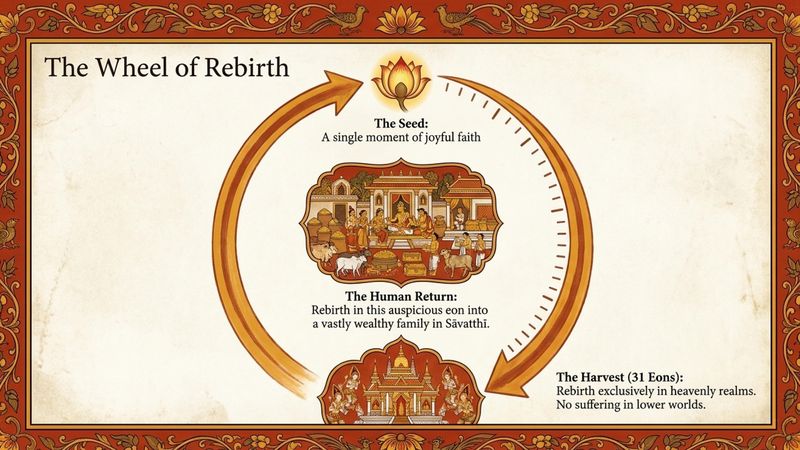 The Wheel of Rebirth
The Seed:
A single moment of joyful faith
The Human Return:
Rebirth in this auspicious eon into
a vastly wealthy family in Sāvatthī.
The Harvest (31 Eons):
Rebirth exclusively in heavenly realms.
No suffering in lower worlds.